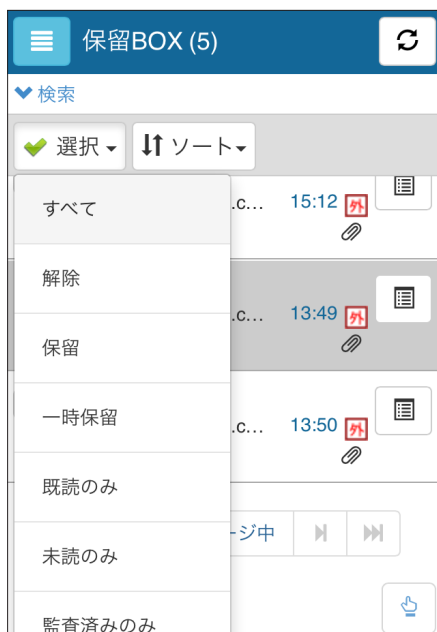 保留BOX (5)
検索
選択
ソート
すべて
.c... 15:12 外
解除
.c... 13:49 外
保留
一時保留
.c... 13:50 外
既読のみ
ージ中
未読のみ
監査済みのみ